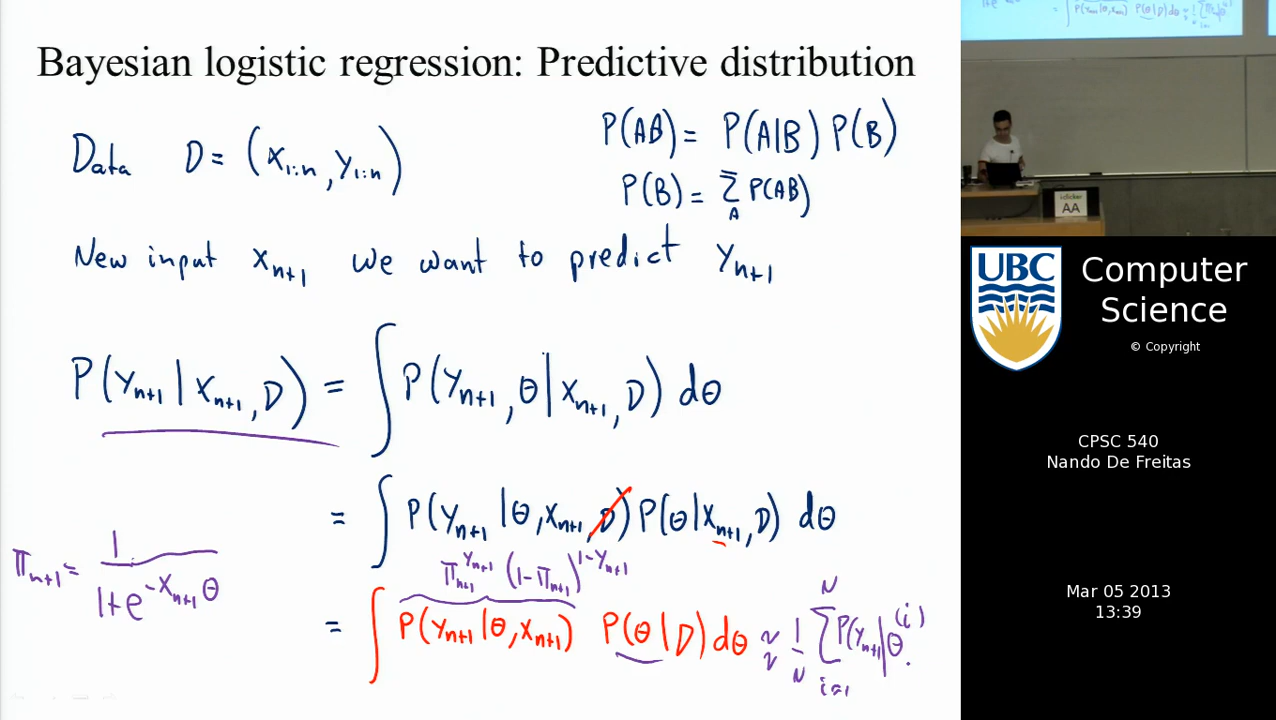 Bayesian logistic regression: Predictive distribution
Data D = (x₁:ₙ, y₁:ₙ)
P(AB) = P(A|B) P(B)
P(B) = Σ_A P(AB)
New input xₙ₊₁ we want to predict yₙ₊₁
P(yₙ₊₁ | xₙ₊₁, D) = ∫ P(yₙ₊₁, θ | xₙ₊₁, D) dθ
= ∫ P(yₙ₊₁ | θ, xₙ₊₁, D) P(θ | xₙ₊₁, D) dθ
πₙ₊₁^{yₙ₊₁} (1-πₙ₊₁)^{1-yₙ₊₁}
πₙ₊₁ = 1 / (1+e^{-xₙ₊₁θ})
= ∫ P(yₙ₊₁ | θ, xₙ₊₁) P(θ | D) dθ ≈ 1/N Σ_{i=1}^{N} P(yₙ₊₁ | θ^{(i)}
iclicker
AA
UBC
Computer
Science
© Copyright
CPSC 540
Nando De Freitas
Mar 05 2013
13:39